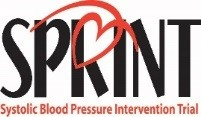 SPRINT
Systolic Blood Pressure Intervention Trial